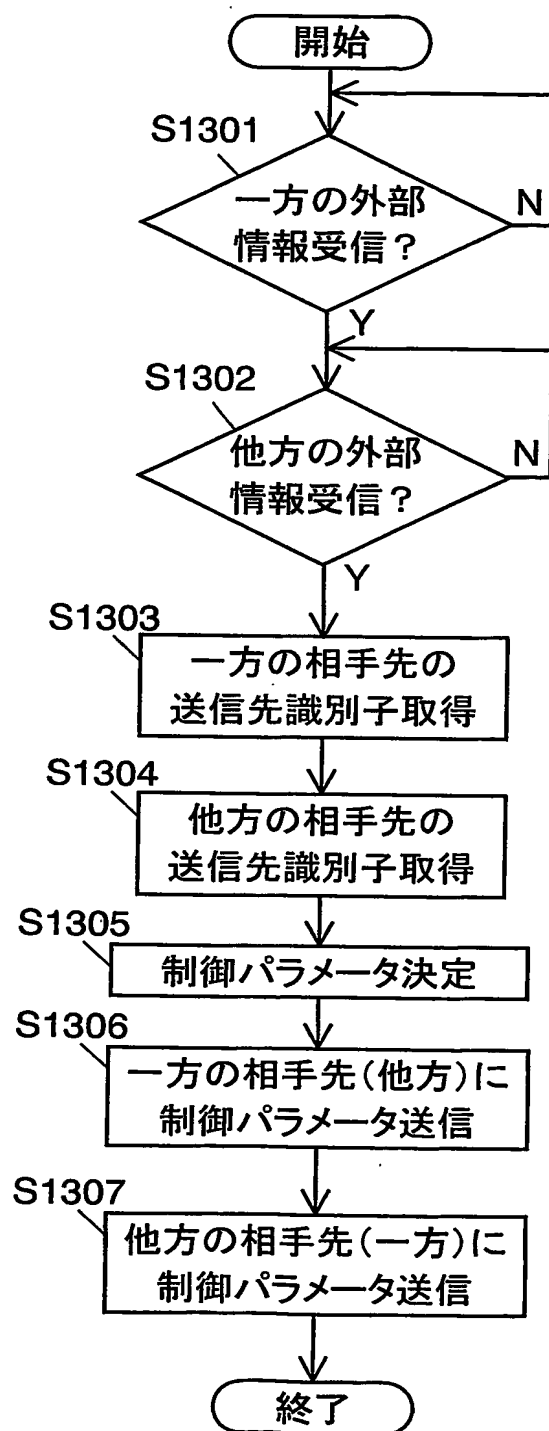 開始
S1301
一方の外部
情報受信?
N
Y
S1302
他方の外部
情報受信?
N
Y
S1303
一方の相手先の
送信先識別子取得
S1304
他方の相手先の
送信先識別子取得
S1305
制御パラメータ決定
S1306
一方の相手先(他方)に
制御パラメータ送信
S1307
他方の相手先(一方)に
制御パラメータ送信
終了